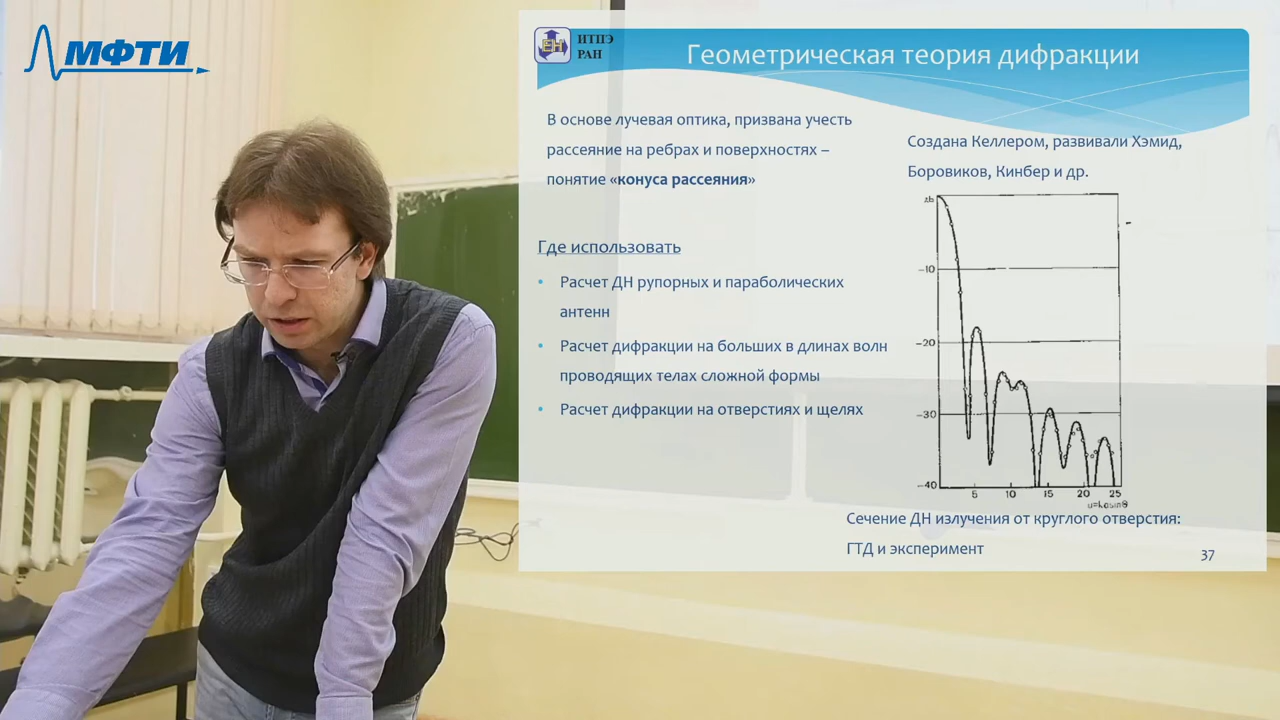 МФТИ
ЕН
ИТПЭ
РАН
Геометрическая теория дифракции
В основе лучевая оптика, призвана учесть
рассеяние на ребрах и поверхностях –
понятие «конуса рассеяния»
Создана Келлером, развивали Хэмид,
Боровиков, Кинбер и др.
Где использовать
• Расчет ДН рупорных и параболических
антенн
• Расчет дифракции на больших в длинах волн
проводящих телах сложной формы
• Расчет дифракции на отверстиях и щелях
-10
-20
-30
-40
5 10 15 20 25
Сечение ДН излучения от круглого отверстия:
ГТД и эксперимент
37